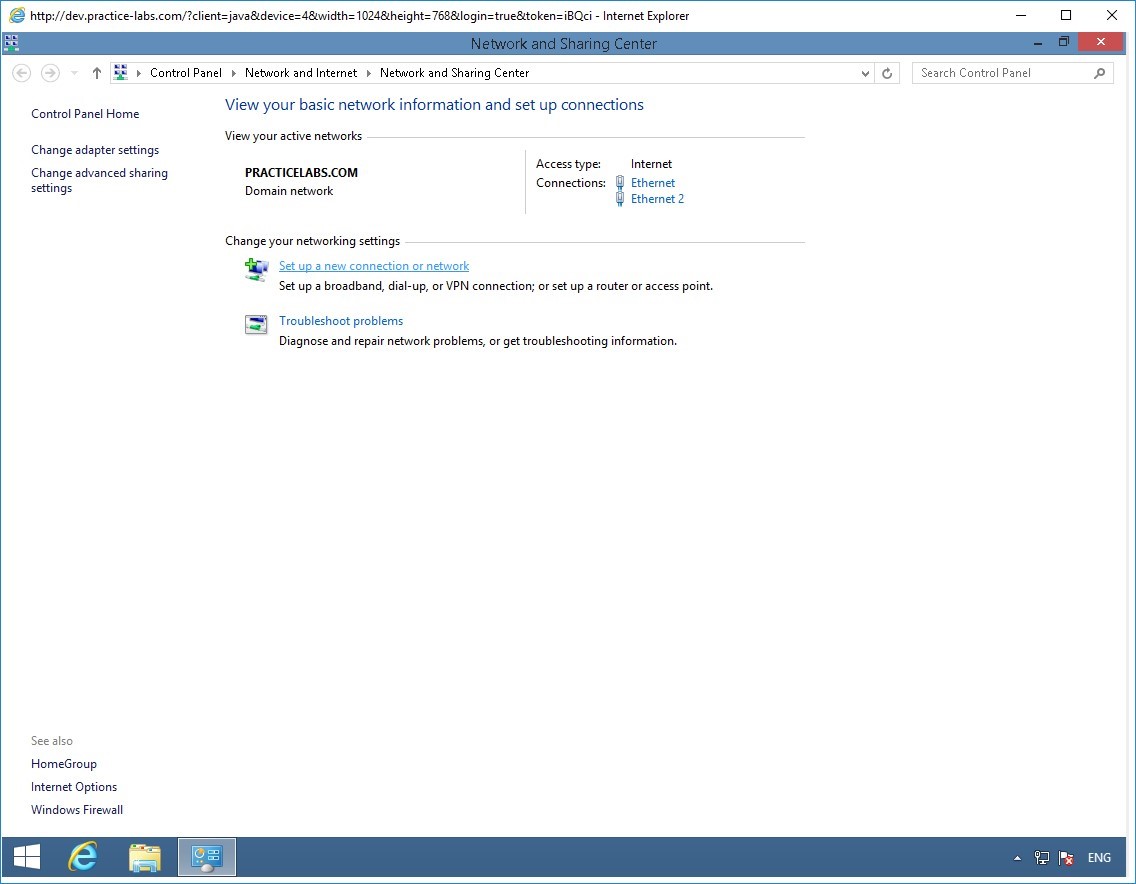 http://dev.practice-labs.com/?client=java&device=4&width=1024&height=768&login=true&token=iBQci - Internet Explorer
Network and Sharing Center
Control Panel Network and Internet Network and Sharing Center
Search Control Panel
Control Panel Home
Change adapter settings
Change advanced sharing
settings
View your basic network information and set up connections
View your active networks
PRACTICELABS.COM
Domain network
Access type: Internet
Connections: Ethernet
Ethernet 2
Change your networking settings
Set up a new connection or network
Set up a broadband, dial-up, or VPN connection; or set up a router or access point.
Troubleshoot problems
Diagnose and repair network problems, or get troubleshooting information.
See also
HomeGroup
Internet Options
Windows Firewall
ENG